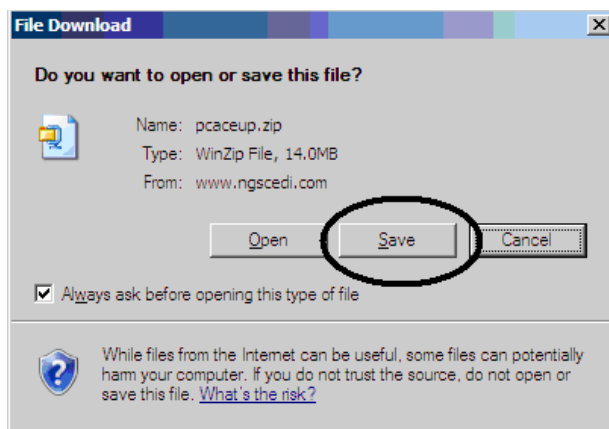 File Download
Do you want to open or save this file?
Name: pcaceup.zip
Type: WinZip File, 14.0MB
From: www.ngscedi.com
Open Save Cancel
Always ask before opening this type of file
While files from the Internet can be useful, some files can potentially
harm your computer. If you do not trust the source, do not open or
save this file. What's the risk?